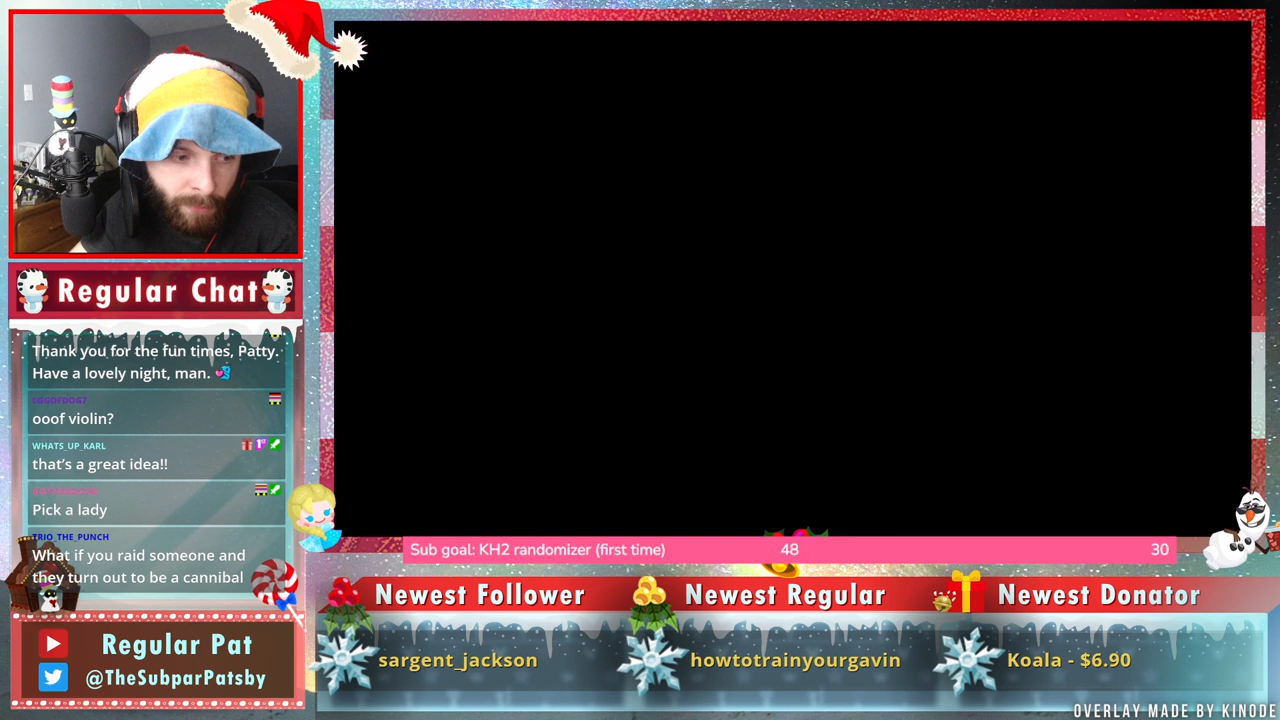 Regular Chat
Thank you for the fun times, Patty.
Have a lovely night, man.
ooof violin?
WHATS_UP_KARL
that's a great idea!!
Pick a lady
TRIO_THE_PUNCH
What if you raid someone and
they turn out to be a cannibal
Regular Pat
@TheSubparPatsby
Sub goal: KH2 randomizer (first time) 48 30
Newest Follower
sargent_jackson
Newest Regular
howtotrainyourgavin
Newest Donator
Koala - $6.90
OVERLAY MADE BY KINODE